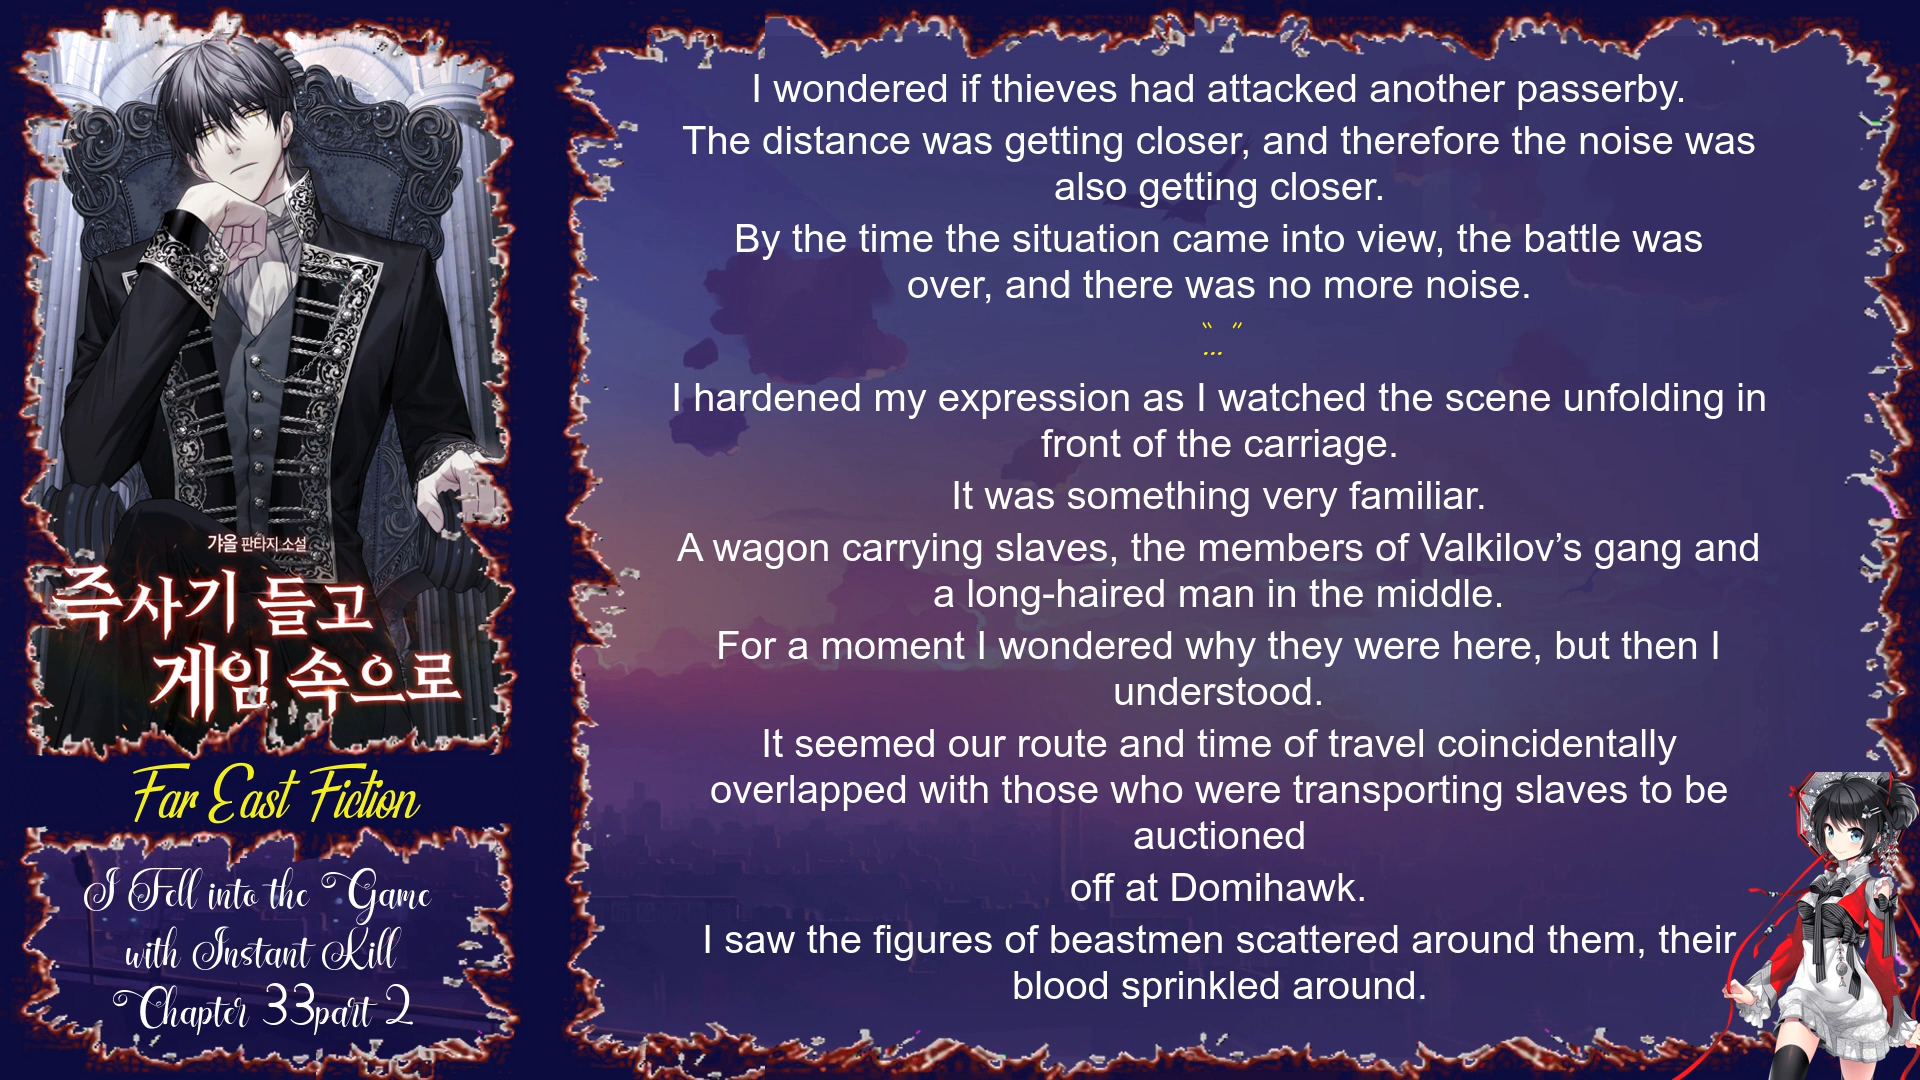 갸올 판타지 소설
즉사기 들고
게임 속으로
Far East Fiction
I Fell into the Game
with Instant Kill
Chapter 33part 2
I wondered if thieves had attacked another passerby.
The distance was getting closer, and therefore the noise was
also getting closer.
By the time the situation came into view, the battle was
over, and there was no more noise.
“ ”
...
I hardened my expression as I watched the scene unfolding in
front of the carriage.
It was something very familiar.
A wagon carrying slaves, the members of Valkilov’s gang and
a long-haired man in the middle.
For a moment I wondered why they were here, but then I
understood.
It seemed our route and time of travel coincidentally
overlapped with those who were transporting slaves to be
auctioned
off at Domihawk.
I saw the figures of beastmen scattered around them, their
blood sprinkled around.